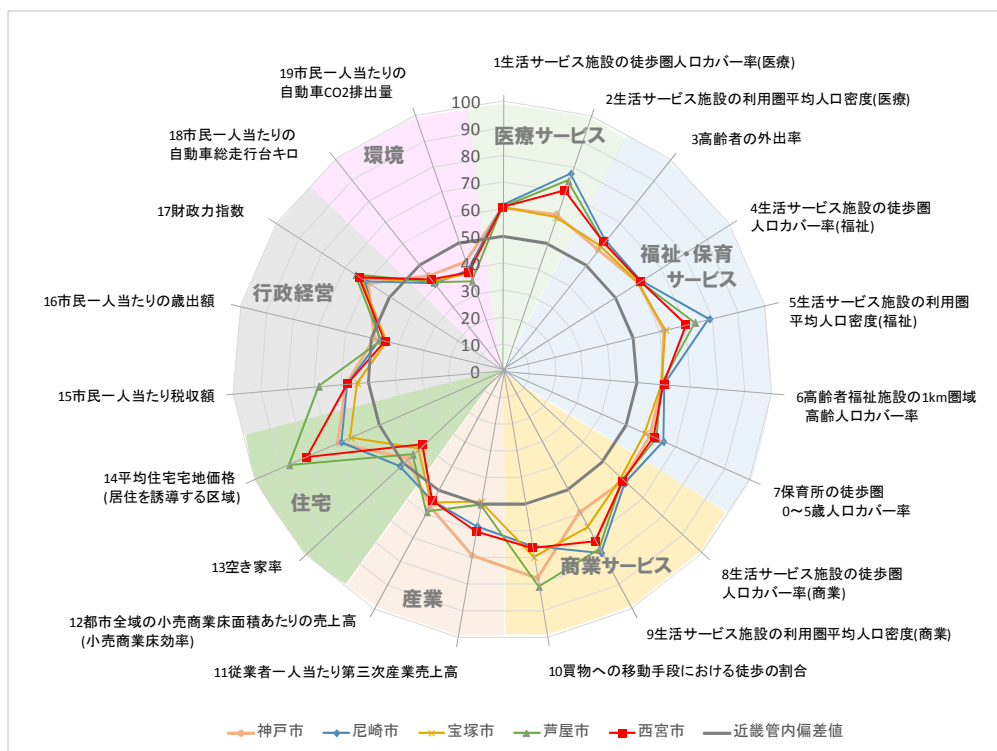 1生活サービス施設の徒歩圏人口カバー率(医療)
2生活サービス施設の利用圏平均人口密度(医療)
3高齢者の外出率
4生活サービス施設の徒歩圏
人口カバー率(福祉)
5生活サービス施設の利用圏
平均人口密度(福祉)
6高齢者福祉施設の1km圏域
高齢人口カバー率
7保育所の徒歩圏
0～5歳人口カバー率
8生活サービス施設の徒歩圏
人口カバー率(商業)
9生活サービス施設の利用圏平均人口密度(商業)
10買物への移動手段における徒歩の割合
11従業者一人当たり第三次産業売上高
12都市全域の小売商業床面積あたりの売上高
(小売商業床効率)
13空き家率
14平均住宅宅地価格
(居住を誘導する区域)
15市民一人当たり税収額
16市民一人当たりの歳出額
17財政力指数
18市民一人当たりの
自動車総走行台キロ
19市民一人当たりの
自動車CO2排出量
100
90
80
70
60
50
40
30
20
10
0
医療サービス
福祉・保育
サービス
商業サービス
産業
住宅
行政経営
環境
神戸市
尼崎市
宝塚市
芦屋市
西宮市
近畿管内偏差値